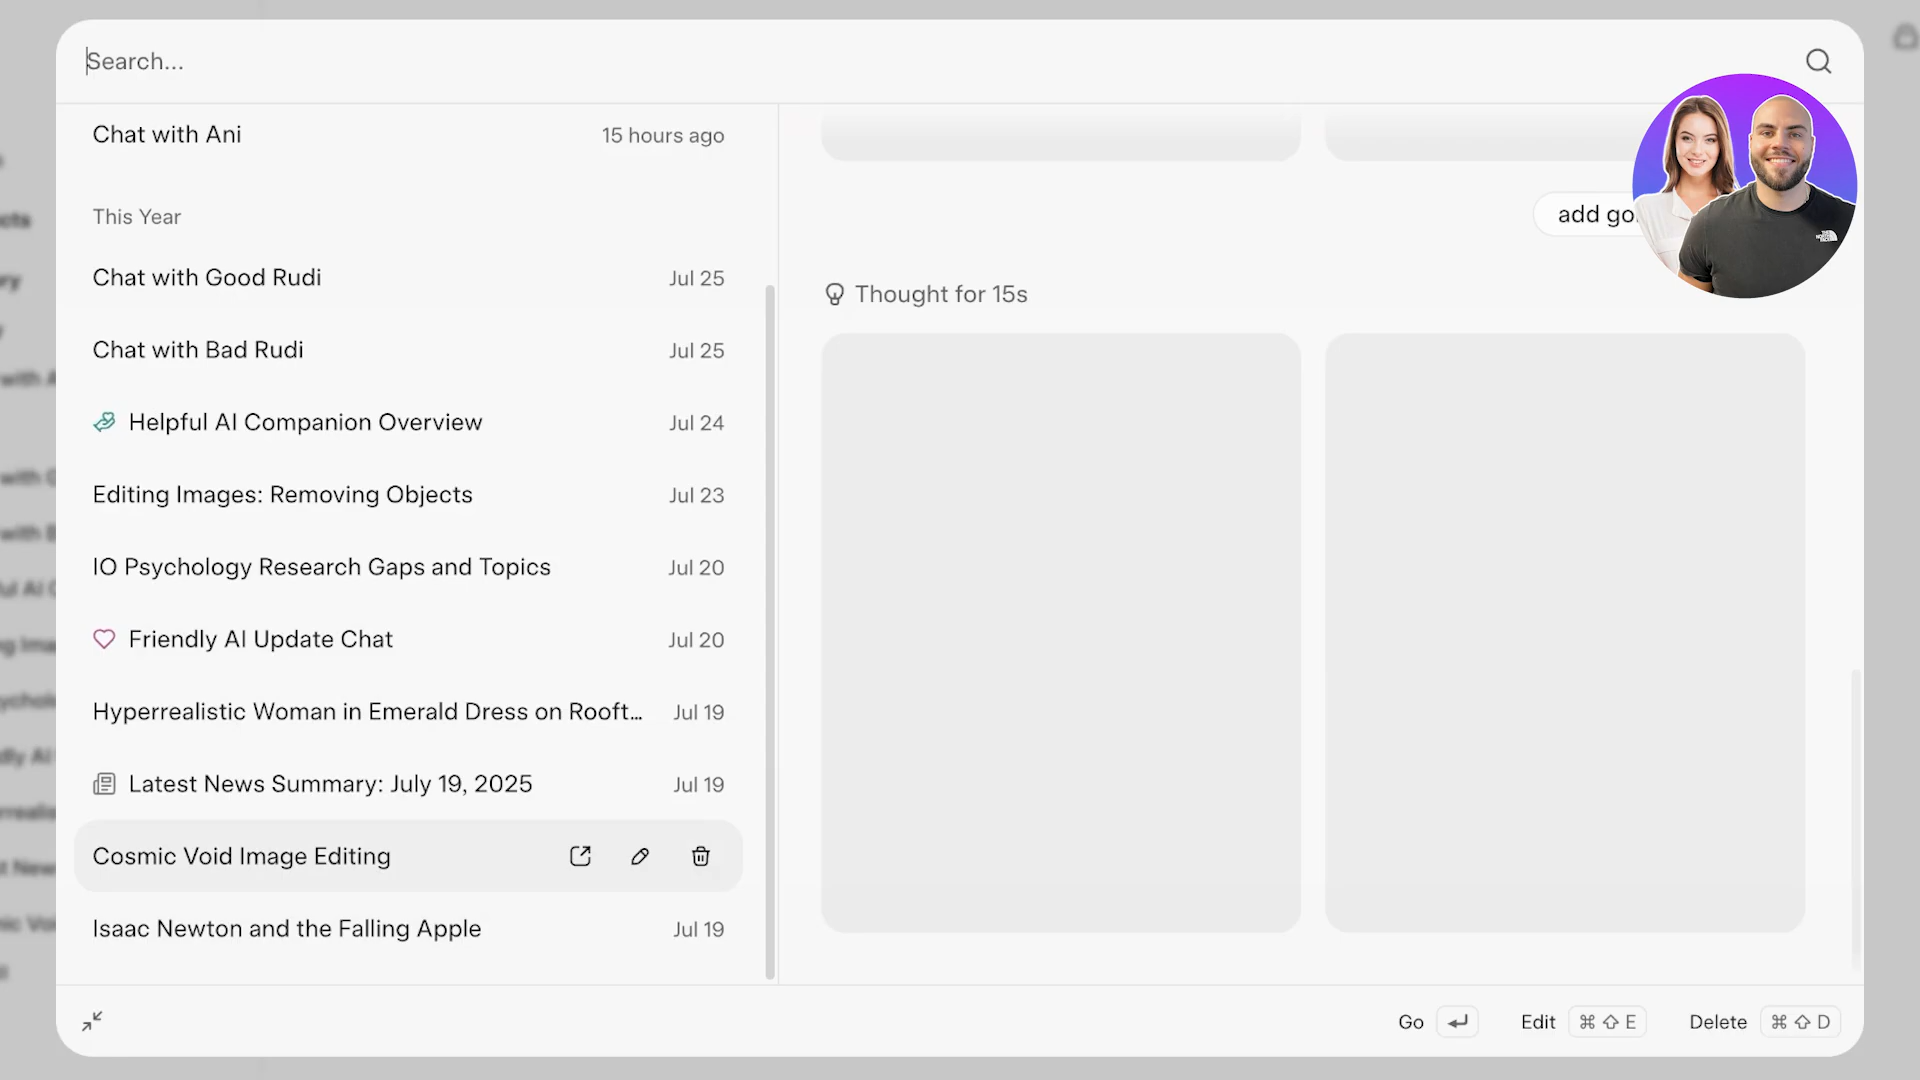 Search...
Chat with Ani
15 hours ago
This Year
Chat with Good Rudi
Jul 25
Chat with Bad Rudi
Jul 25
Helpful AI Companion Overview
Jul 24
Editing Images: Removing Objects
Jul 23
IO Psychology Research Gaps and Topics
Jul 20
Friendly AI Update Chat
Jul 20
Hyperrealistic Woman in Emerald Dress on Rooft...
Jul 19
Latest News Summary: July 19, 2025
Jul 19
Cosmic Void Image Editing
Isaac Newton and the Falling Apple
Jul 19
add go
Thought for 15s
THE NORTH FACE
Go
Edit ⌘ ⇧ E
Delete ⌘ ⇧ D